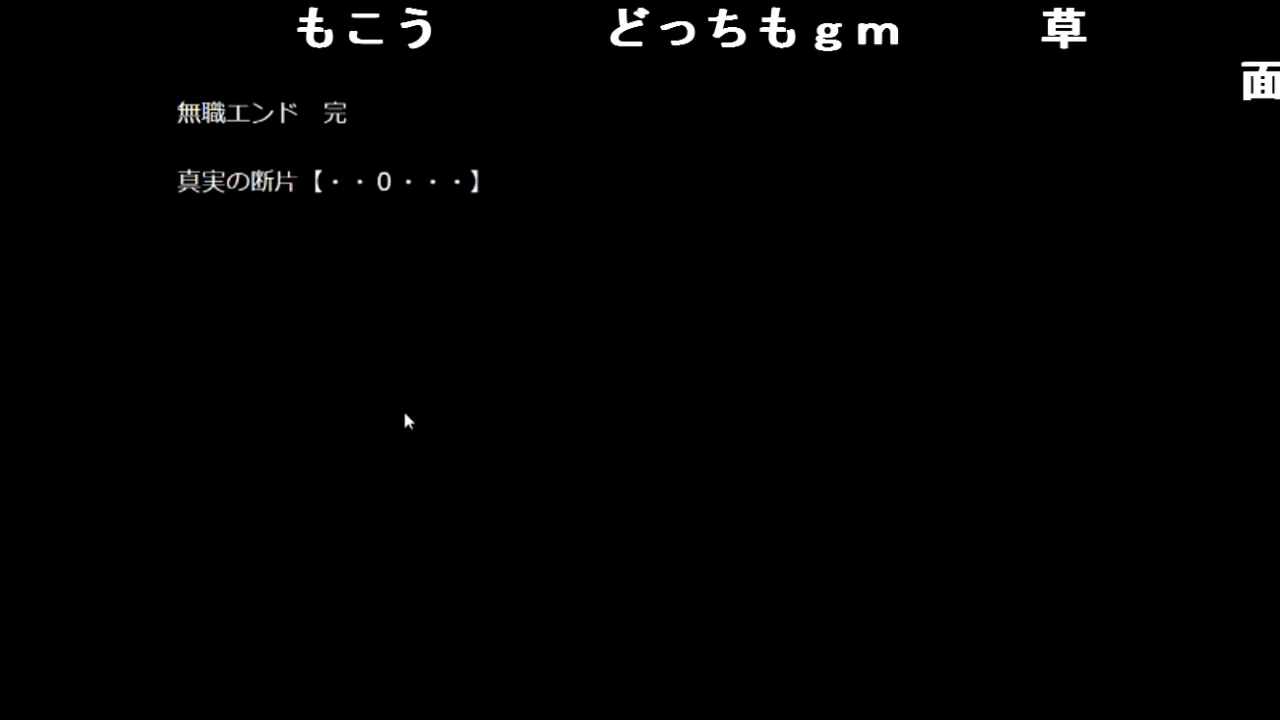 もこう　どっちもｇｍ　草
面
無職エンド　完
真実の断片【・・０・・・】